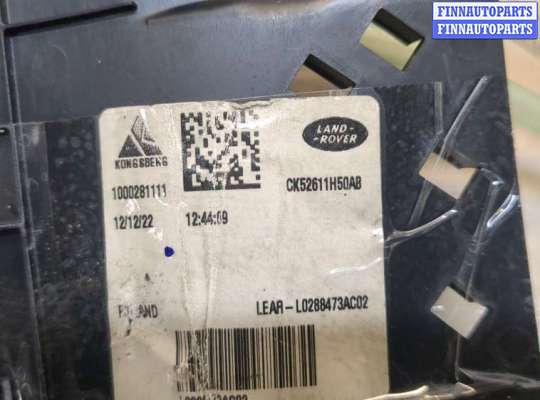 FINNAUTOPARTS
FINNAUTOPARTS
KONGSBERG
LAND-
-ROVER
1000281111
CK52611H50AB
12/12/22
12:44:09
LEAR-L0288473AC02